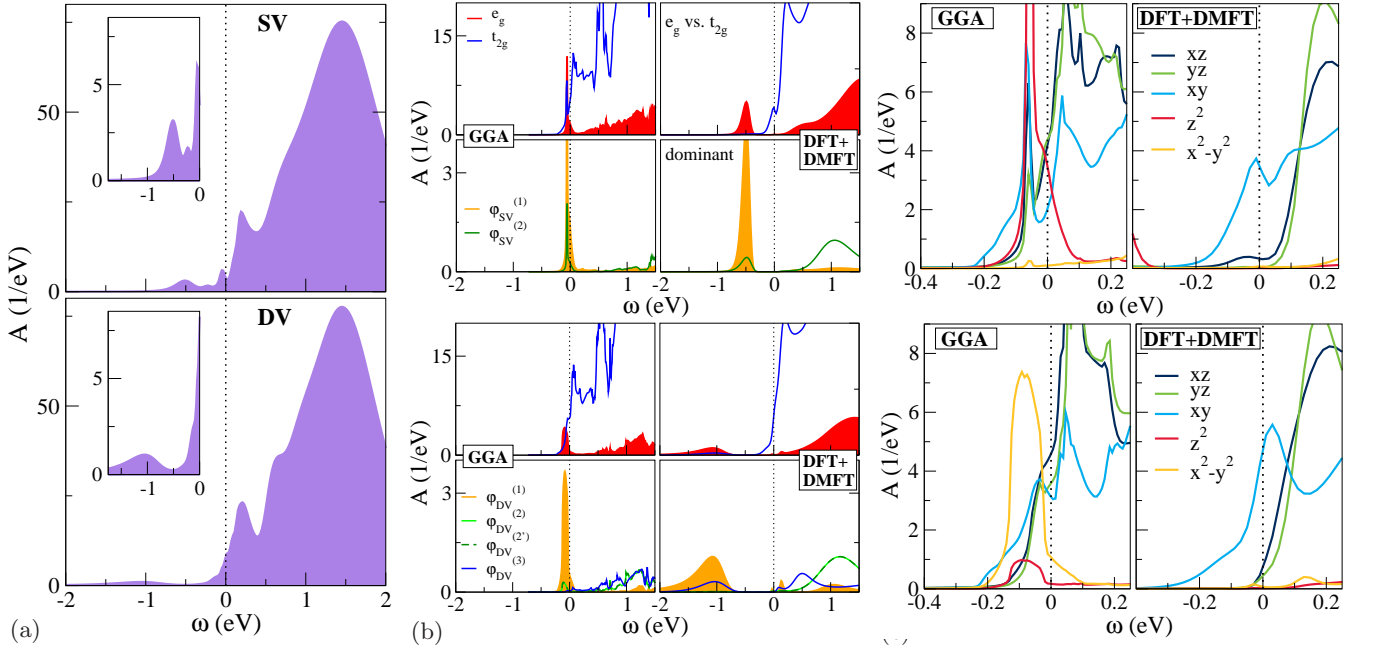 SV
75
50
25
0
5
0
-1
0
DV
50
0
5
0
-1
0
-2
-1
0
1
2
A (1/eV)
ω (eV)
(a)
e_g
t_2g
e_g vs. t_2g
15
0
GGA
DFT+
DMFT
dominant
3
0
φ_SV^(1)
φ_SV^(2)
-2 -1 0 1 -2 -1 0 1
ω (eV)
A (1/eV)
15
0
GGA
DFT+
DMFT
3
0
φ_DV^(1)
φ_DV^(2)
φ_DV^(2')
φ_DV^(3)
-2 -1 0 1 -2 -1 0 1
ω (eV)
A (1/eV)
(b)
GGA
DFT+DMFT
xz
yz
xy
z^2
x^2-y^2
8
6
4
2
0
-0.4 -0.2 0 0.2 -0.2 0 0.2
ω (eV)
A (1/eV)
GGA
DFT+DMFT
xz
yz
xy
z^2
x^2-y^2
8
6
4
2
0
-0.4 -0.2 0 0.2 -0.2 0 0.2
ω (eV)
A (1/eV)